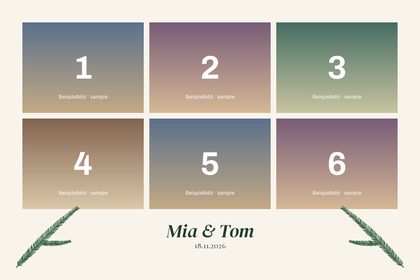 1
Beispielbild - sample
2
Beispielbild - sample
3
Beispielbild - sample
4
Beispielbild - sample
5
Beispielbild - sample
6
Beispielbild - sample
Mia & Tom
18.11.2026